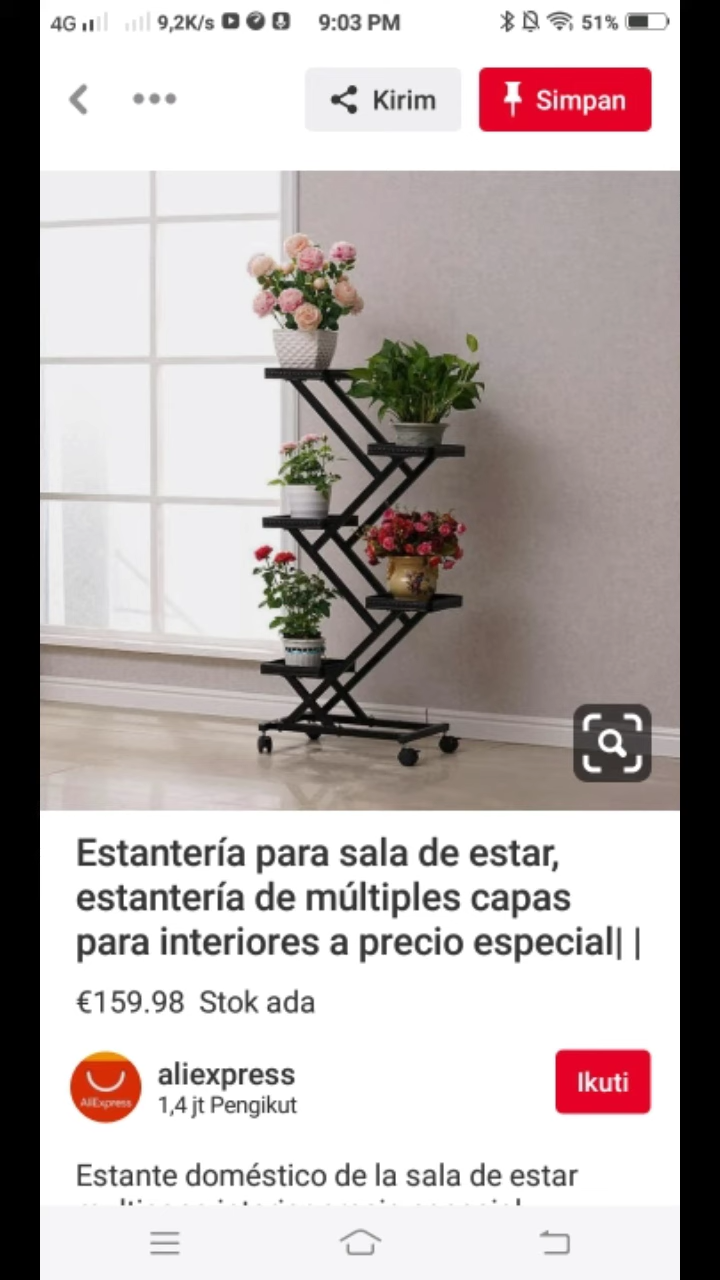 4G 9,2K/s 9:03 PM 51%
Kirim Simpan
Estantería para sala de estar,
estantería de múltiples capas
para interiores a precio especial| |
€159.98 Stok ada
aliexpress
AliExpress
1,4 jt Pengikut
Ikuti
Estante doméstico de la sala de estar